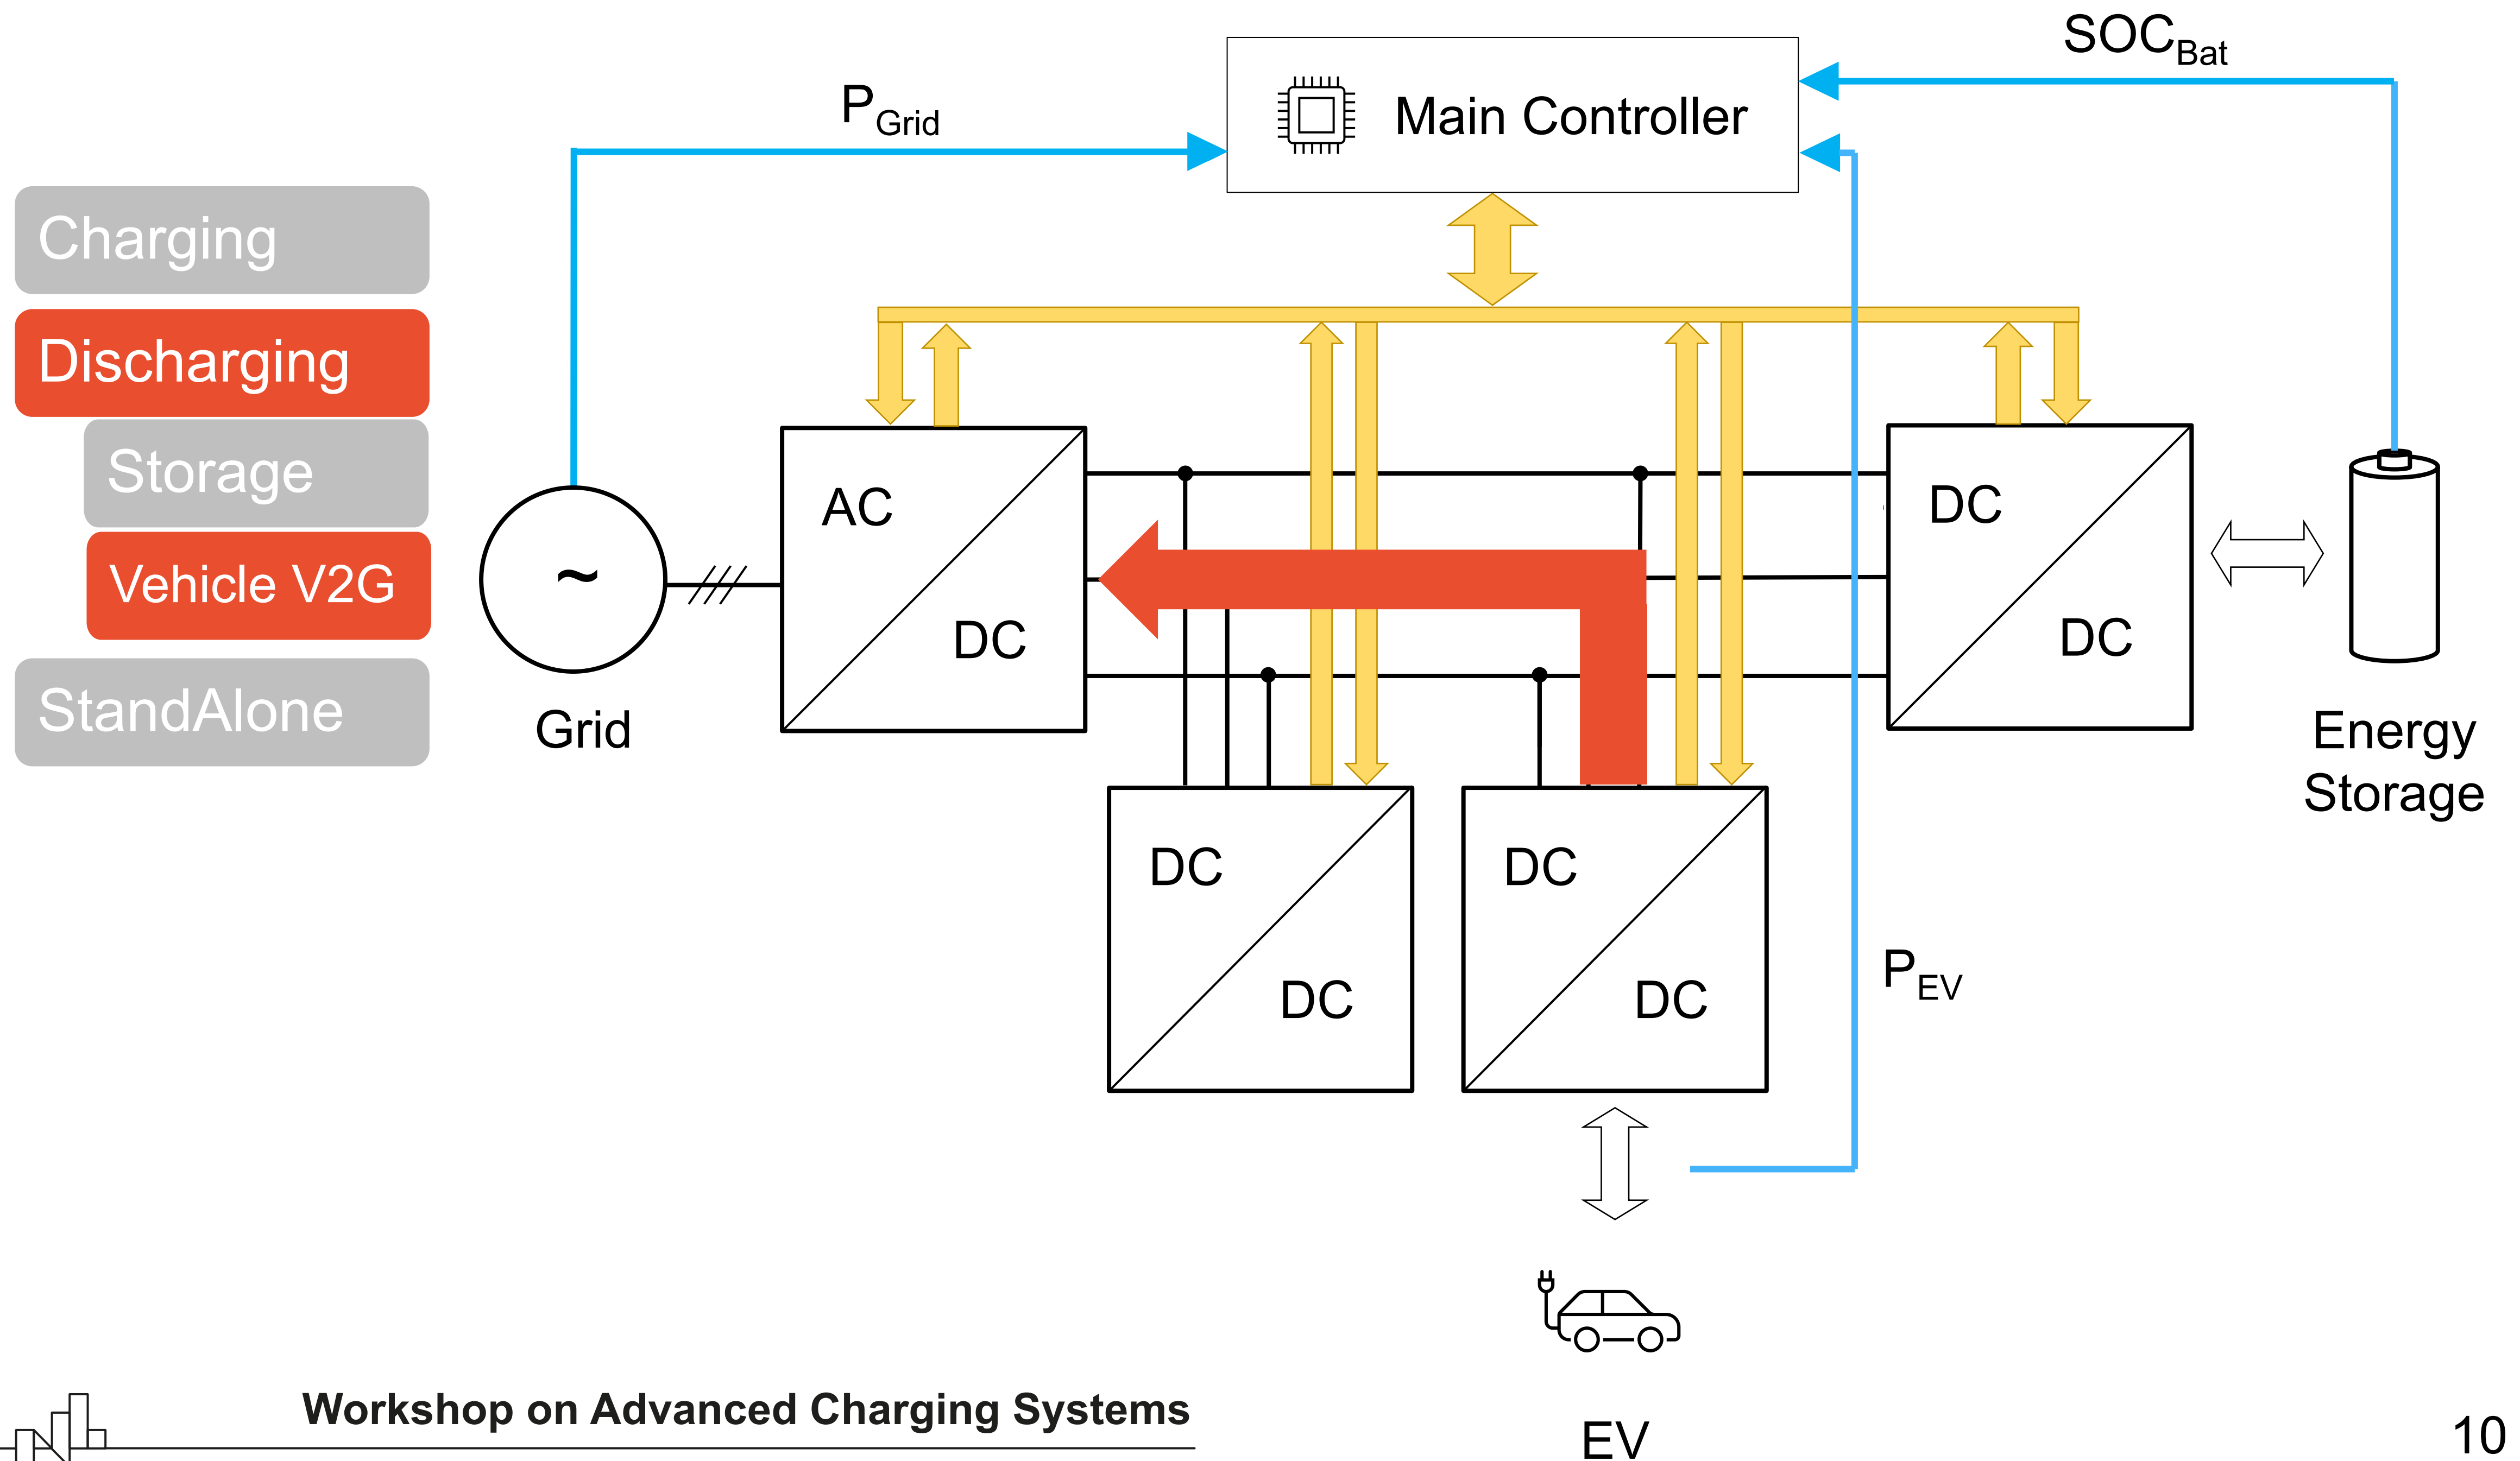 SOC_Bat
P_Grid
Main Controller
Charging
Discharging
Storage
Vehicle V2G
StandAlone
~
Grid
AC
DC
DC
DC
Energy
Storage
DC
DC
DC
DC
P_EV
EV
Workshop on Advanced Charging Systems
10